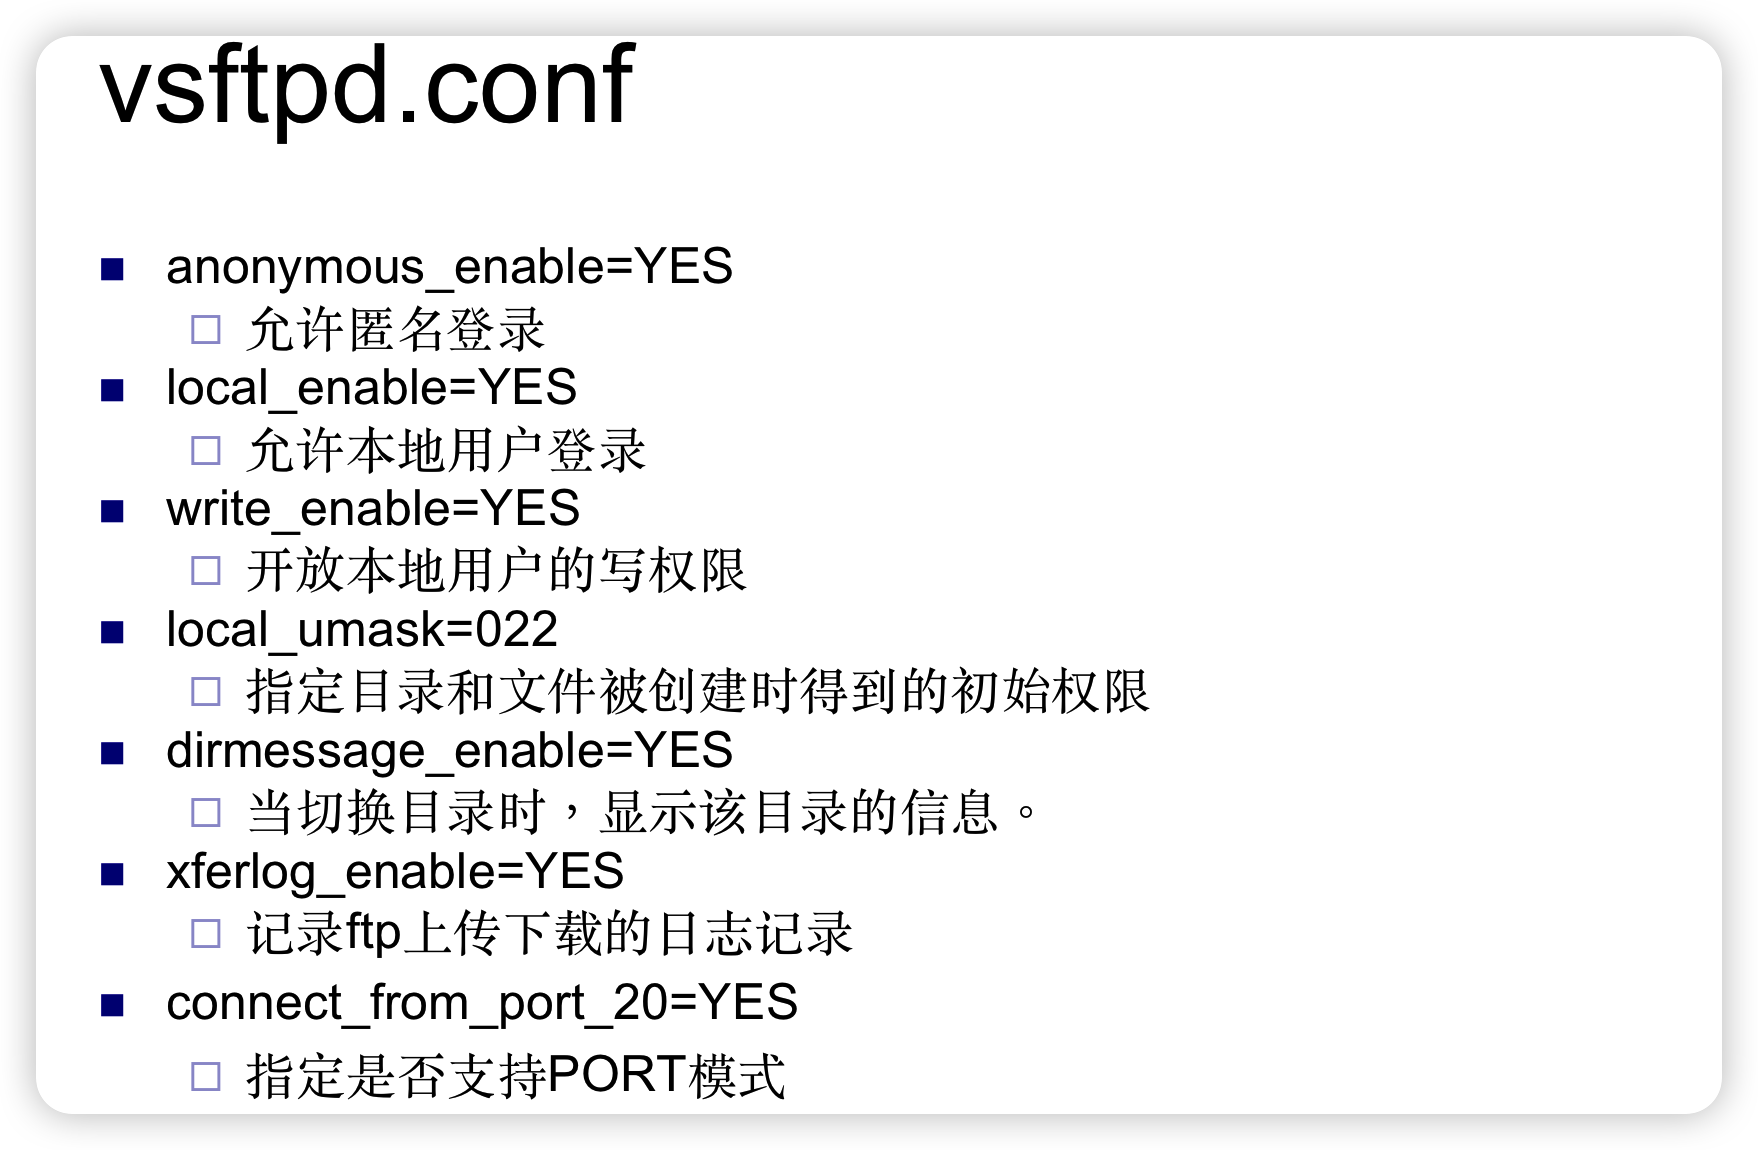 vsftpd.conf
anonymous_enable=YES
允许匿名登录
local_enable=YES
允许本地用户登录
write_enable=YES
开放本地用户的写权限
local_umask=022
指定目录和文件被创建时得到的初始权限
dirmessage_enable=YES
当切换目录时，显示该目录的信息。
xferlog_enable=YES
记录ftp上传下载的日志记录
connect_from_port_20=YES
指定是否支持PORT模式